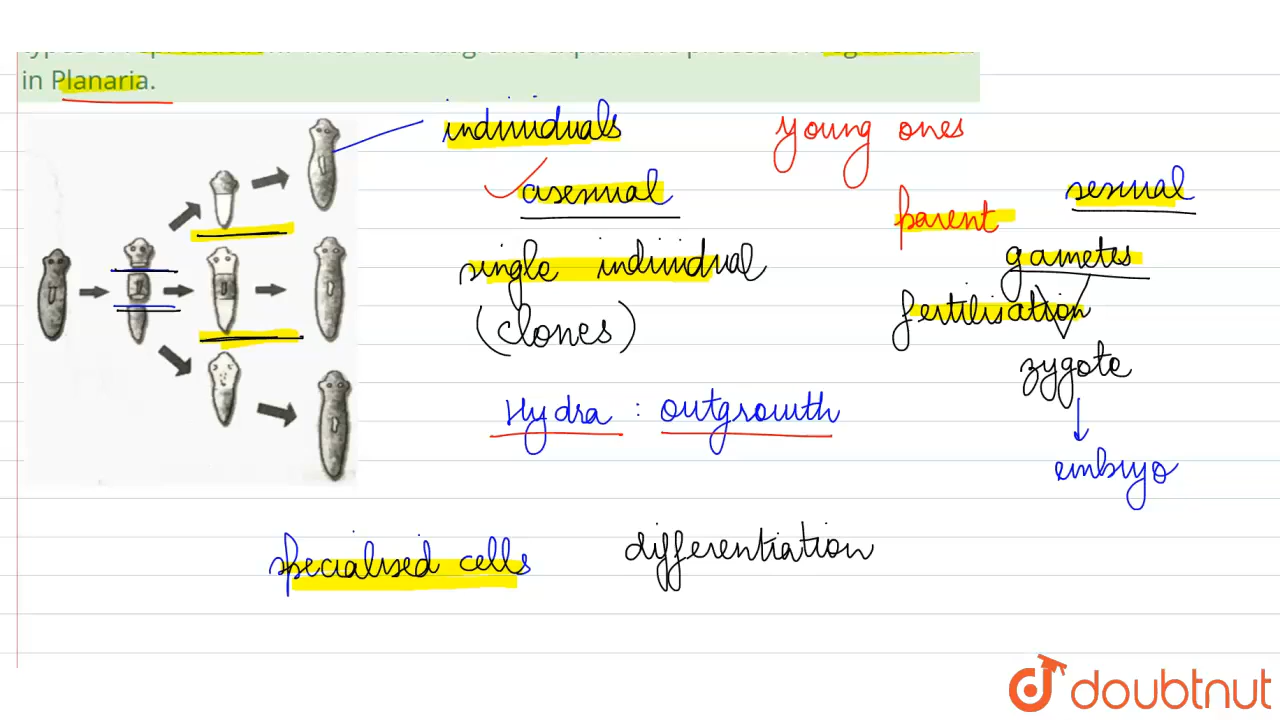 in Planaria.
individuals
young ones
asexual
sexual
parent
single individual
gametes
(clones)
fertilisation
zygote
Hydra : outgrowth
embryo
specialised cells
differentiation
doubtnut